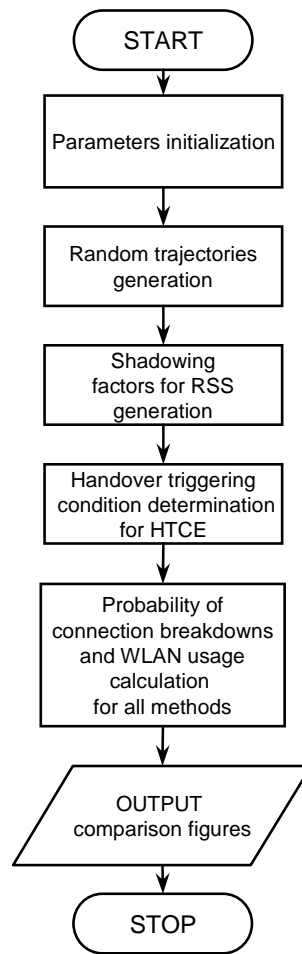 START
Parameters initialization
Random trajectories
generation
Shadowing
factors for RSS
generation
Handover triggering
condition determination
for HTCE
Probability of
connection breakdowns
and WLAN usage
calculation
for all methods
OUTPUT
comparison figures
STOP